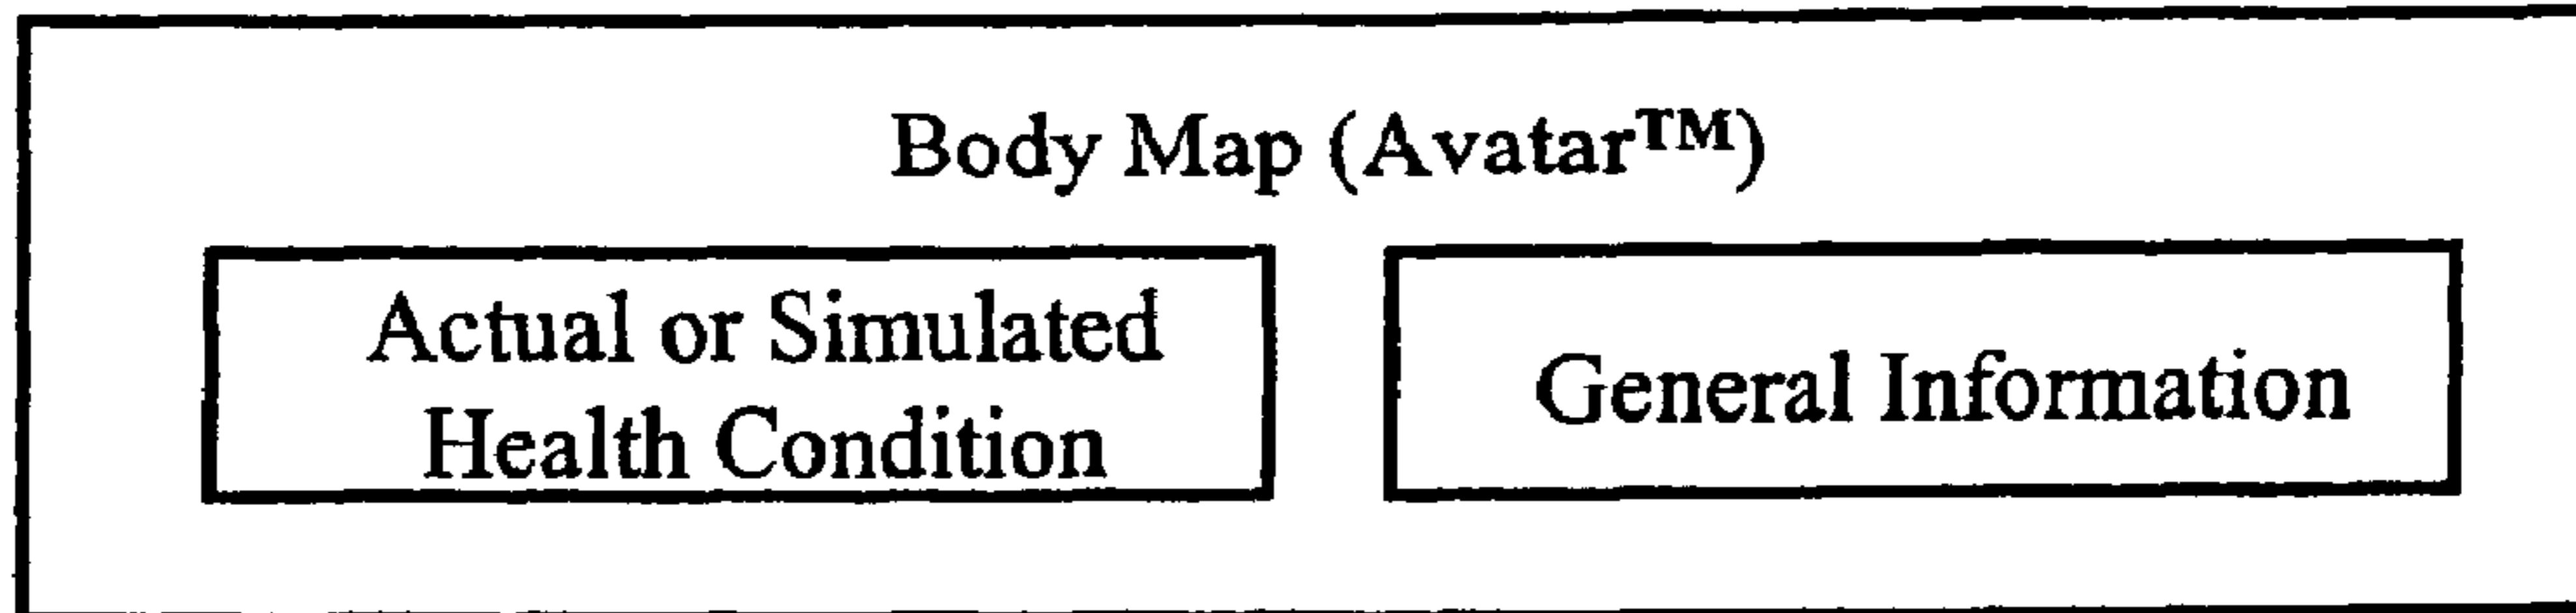 Body Map (Avatar™)
Actual or Simulated
Health Condition
General Information